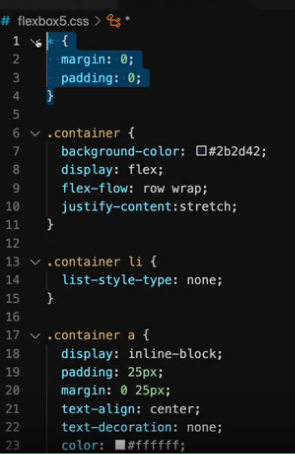 # flexbox5.css > *
1 * {
2 margin: 0;
3 padding: 0;
4 }
5
6 .container {
7 background-color: #2b2d42;
8 display: flex;
9 flex-flow: row wrap;
10 justify-content:stretch;
11 }
12
13 .container li {
14 list-style-type: none;
15 }
16
17 .container a {
18 display: inline-block;
19 padding: 25px;
20 margin: 0 25px;
21 text-align: center;
22 text-decoration: none;
23 color: #ffffff;